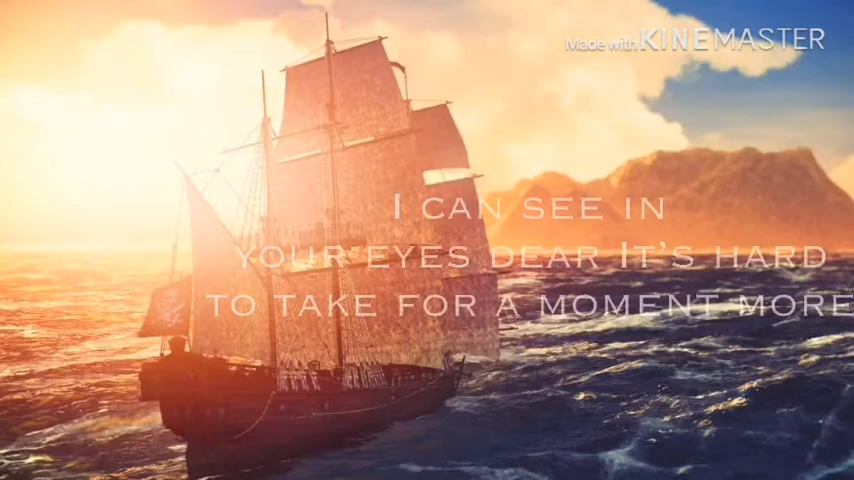 Made with KINEMASTER
I CAN SEE IN
YOUR EYES DEAR IT'S HARD
TO TAKE FOR A MOMENT MORE